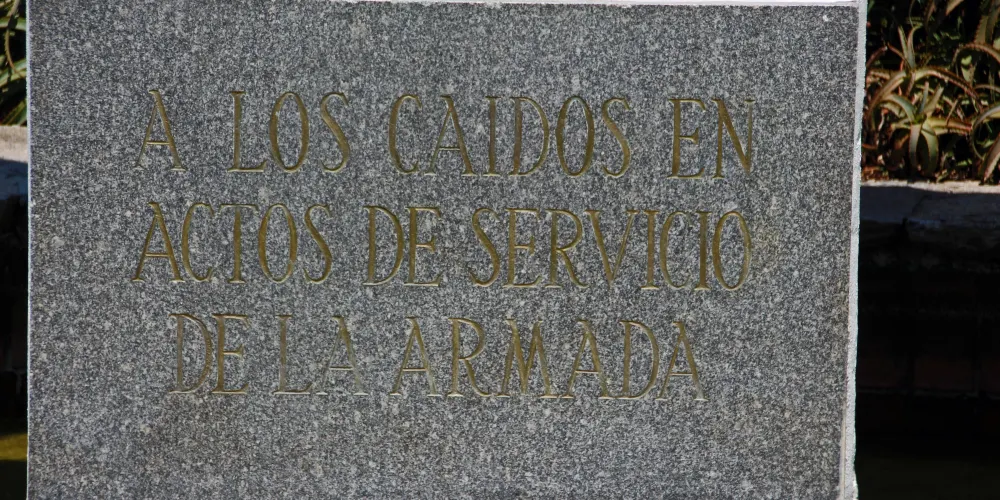 A LOS CAIDOS EN
ACTOS DE SERVICIO
DE LA ARMADA